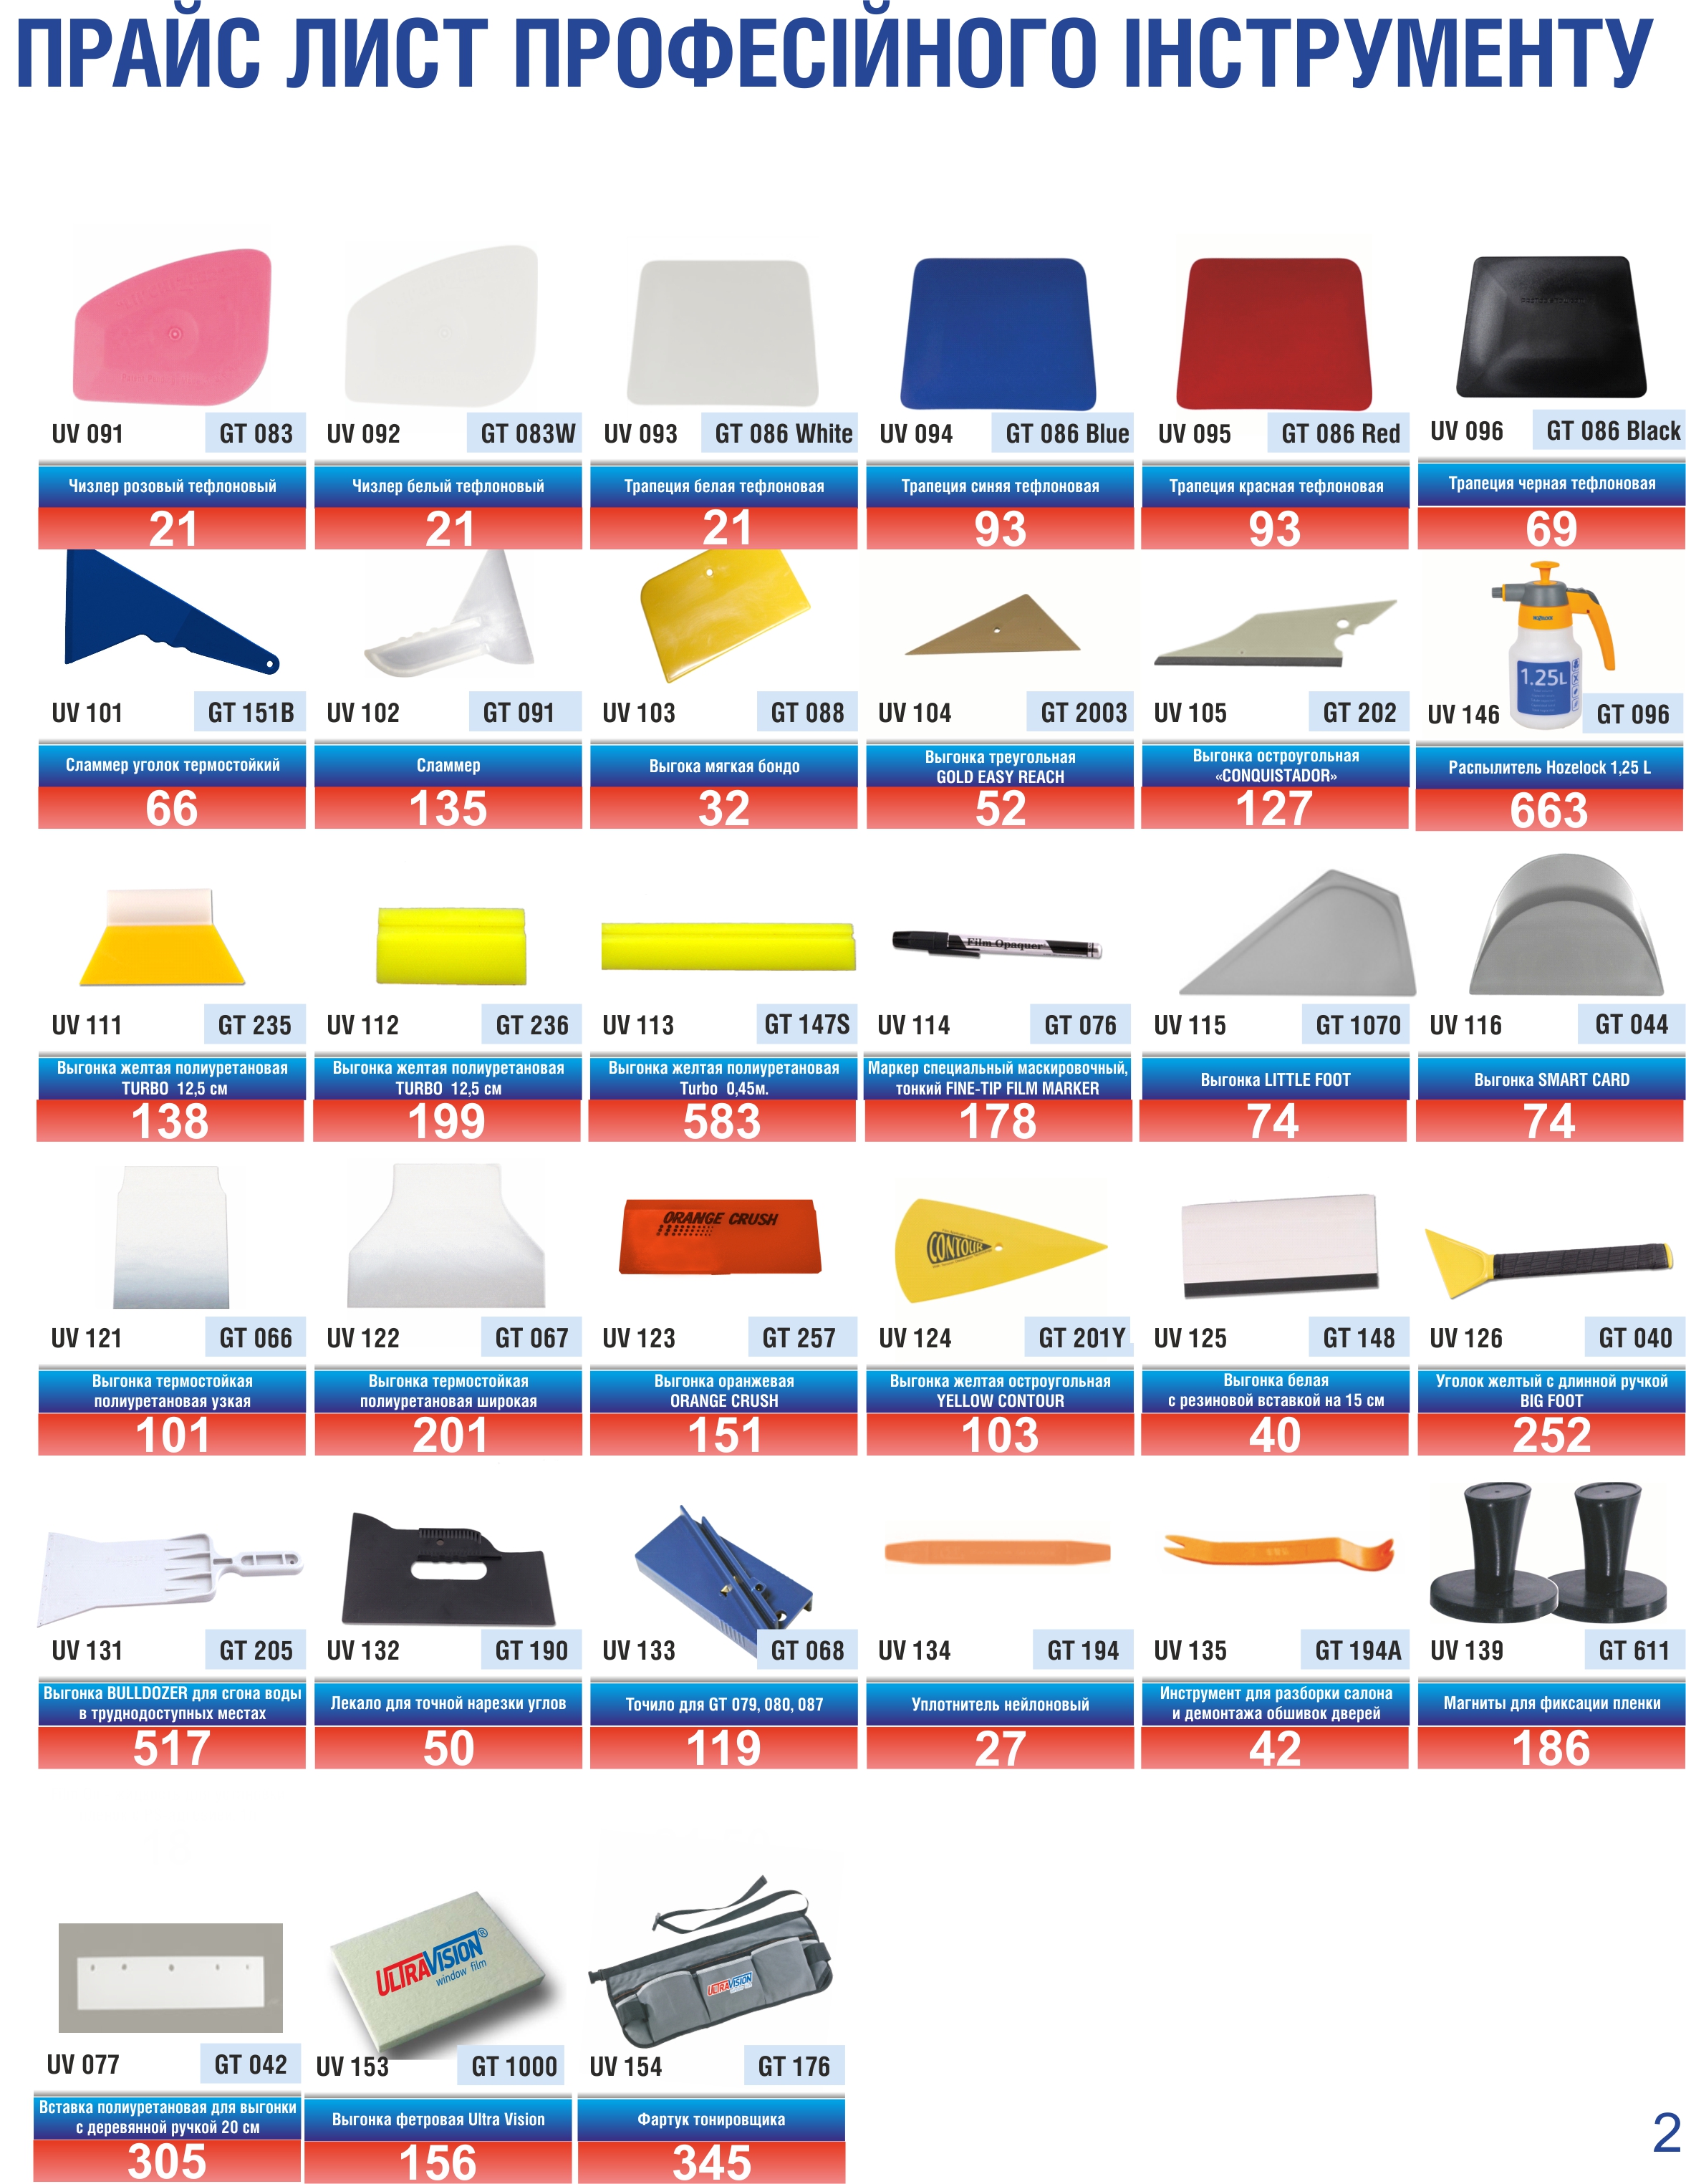 ПРАЙС ЛИСТ ПРОФЕСІЙНОГО ІНСТРУМЕНТУ
UV 091 GT 083
Чизлер розовый тефлоновый
21
UV 092 GT 083W
Чизлер белый тефлоновый
21
UV 093 GT 086 White
Трапеция белая тефлоновая
21
UV 094 GT 086 Blue
Трапеция синяя тефлоновая
93
UV 095 GT 086 Red
Трапеция красная тефлоновая
93
UV 096 GT 086 Black
Трапеция черная тефлоновая
69
UV 101 GT 151B
Сламмер уголок термостойкий
66
UV 102 GT 091
Сламмер
135
UV 103 GT 088
Выгока мягкая бондо
32
UV 104 GT 2003
Выгонка треугольная
GOLD EASY REACH
52
UV 105 GT 202
Выгонка остроугольная
«CONQUISTADOR»
127
1.25L
UV 146 GT 096
Распылитель Hozelock 1,25 L
663
UV 111 GT 235
Выгонка желтая полиуретановая
TURBO 12,5 см
138
UV 112 GT 236
Выгонка желтая полиуретановая
TURBO 12,5 см
199
UV 113 GT 147S
Выгонка желтая полиуретановая
Turbo 0,45м.
583
Film Opaquer
UV 114 GT 076
Маркер специальный маскировочный,
тонкий FINE-TIP FILM MARKER
178
UV 115 GT 1070
Выгонка LITTLE FOOT
74
UV 116 GT 044
Выгонка SMART CARD
74
UV 121 GT 066
Выгонка термостойкая
полиуретановая узкая
101
UV 122 GT 067
Выгонка термостойкая
полиуретановая широкая
201
ORANGE CRUSH
UV 123 GT 257
Выгонка оранжевая
ORANGE CRUSH
151
CONTOUR
UV 124 GT 201Y
Выгонка желтая остроугольная
YELLOW CONTOUR
103
UV 125 GT 148
Выгонка белая
с резиновой вставкой на 15 см
40
UV 126 GT 040
Уголок желтый с длинной ручкой
BIG FOOT
252
UV 131 GT 205
Выгонка BULLDOZER для сгона воды
в труднодоступных местах
517
UV 132 GT 190
Лекало для точной нарезки углов
50
UV 133 GT 068
Точило для GT 079, 080, 087
119
UV 134 GT 194
Уплотнитель нейлоновый
27
UV 135 GT 194A
Инструмент для разборки салона
и демонтажа обшивок дверей
42
UV 139 GT 611
Магниты для фиксации пленки
186
UV 077 GT 042
Вставка полиуретановая для выгонки
с деревянной ручкой 20 см
305
ULTRAVISION®
window film
UV 153 GT 1000
Выгонка фетровая Ultra Vision
156
ULTRAVISION
UV 154 GT 176
Фартук тонировщика
345
2